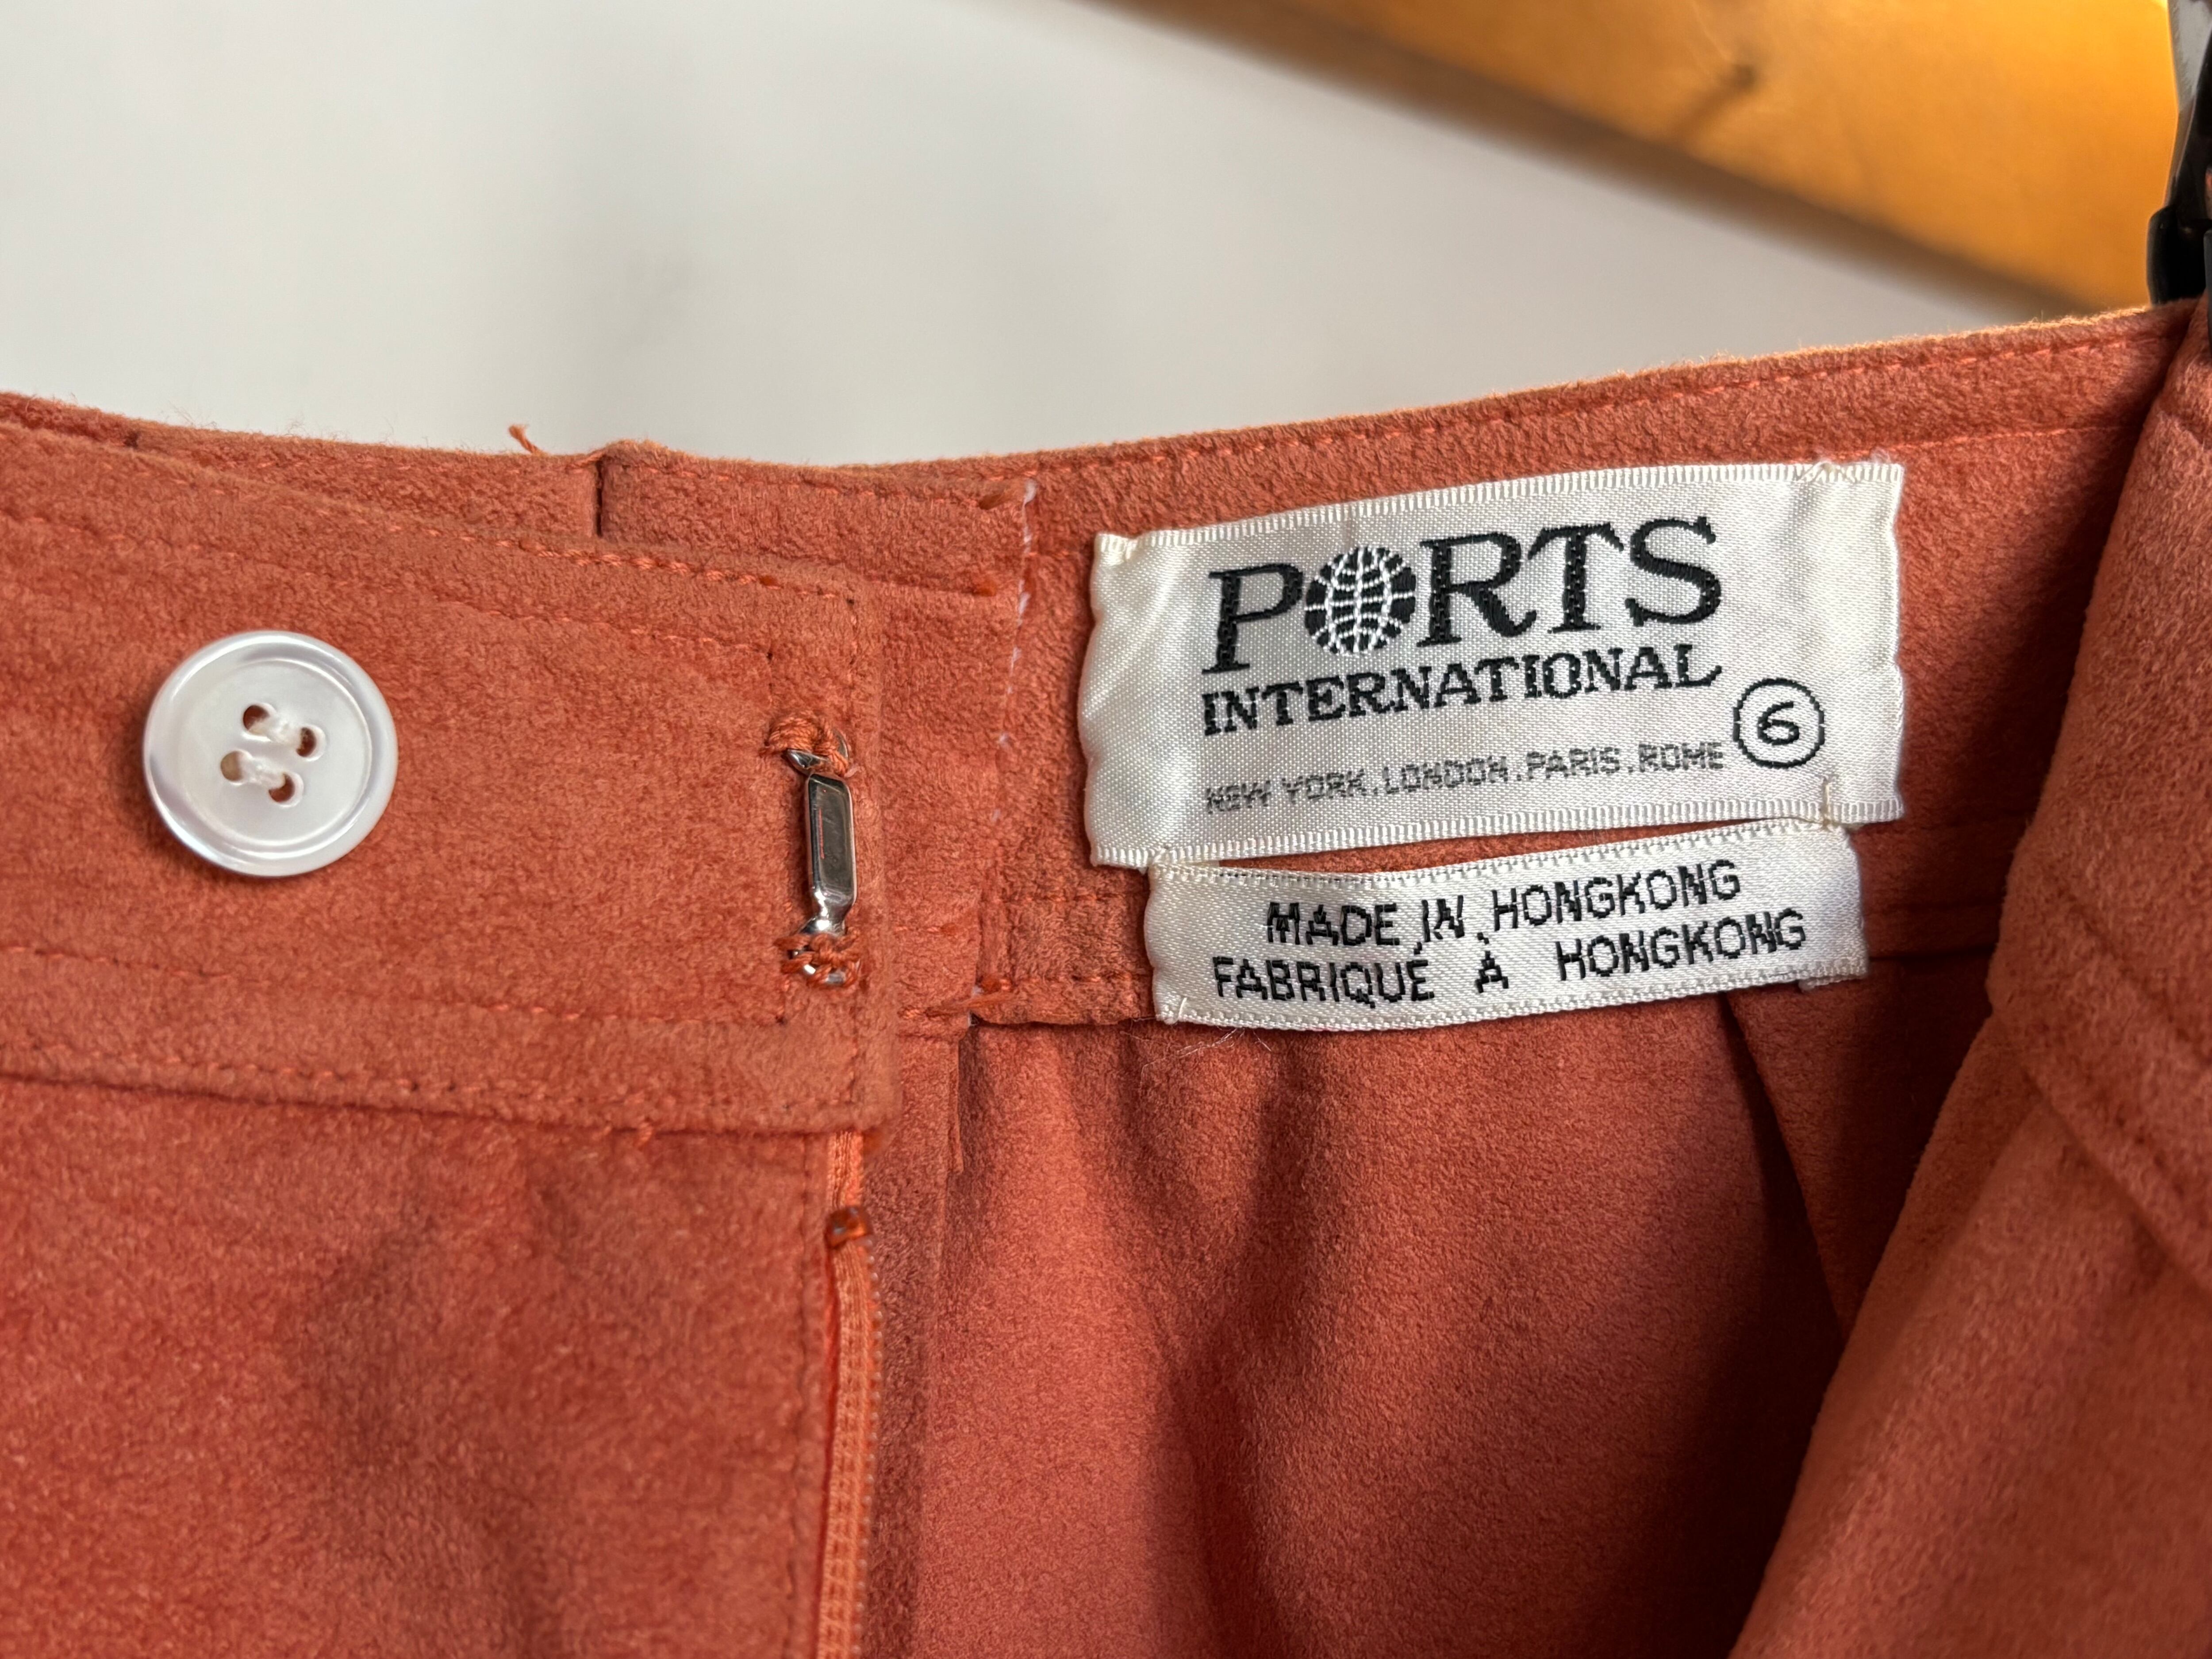 PORTS
INTERNATIONAL
6
NEW YORK.LONDON.PARIS.ROME
MADE IN HONGKONG
FABRIQUÉ À HONGKONG